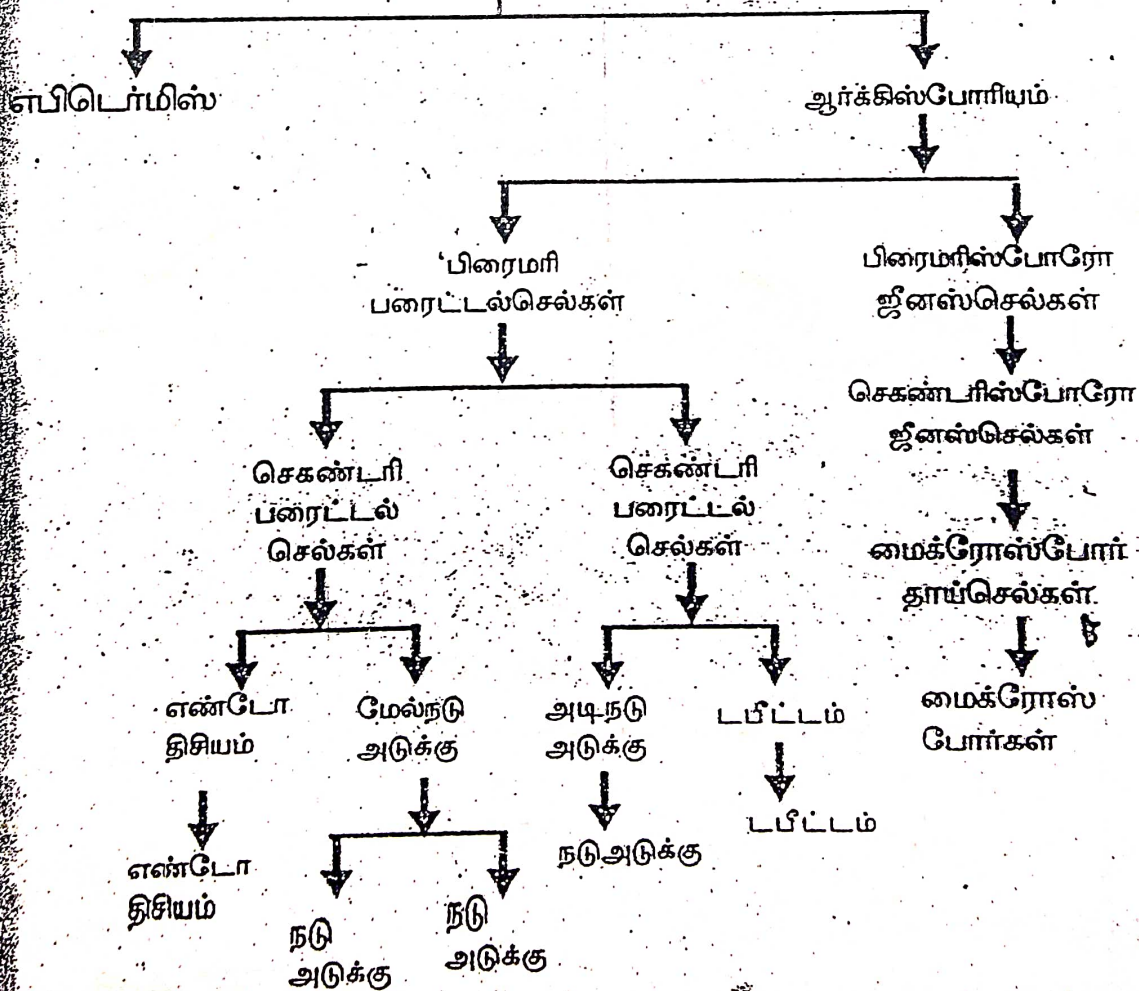 எபிடெர்மிஸ்
ஆர்க்கிஸ்போரியம்
'பிரைமரி
பரைட்டல்செல்கள்
பிரைமரிஸ்போரோ
ஜீனஸ்செல்கள்
செகண்டரிஸ்போரோ
ஜீனஸ்செல்கள்
செகண்டரி
பரைட்டல்
செல்கள்
செகண்டரி
பரைட்டல்
செல்கள்
மைக்ரோஸ்போர்
தாய்செல்கள்
எண்டோ
திசியம்
மேல்நடு
அடுக்கு
அடிநடு
அடுக்கு
டபீட்டம்
மைக்ரோஸ்
போர்கள்
எண்டோ
திசியம்
நடு
அடுக்கு
நடு
அடுக்கு
நடுஅடுக்கு
டபீட்டம்